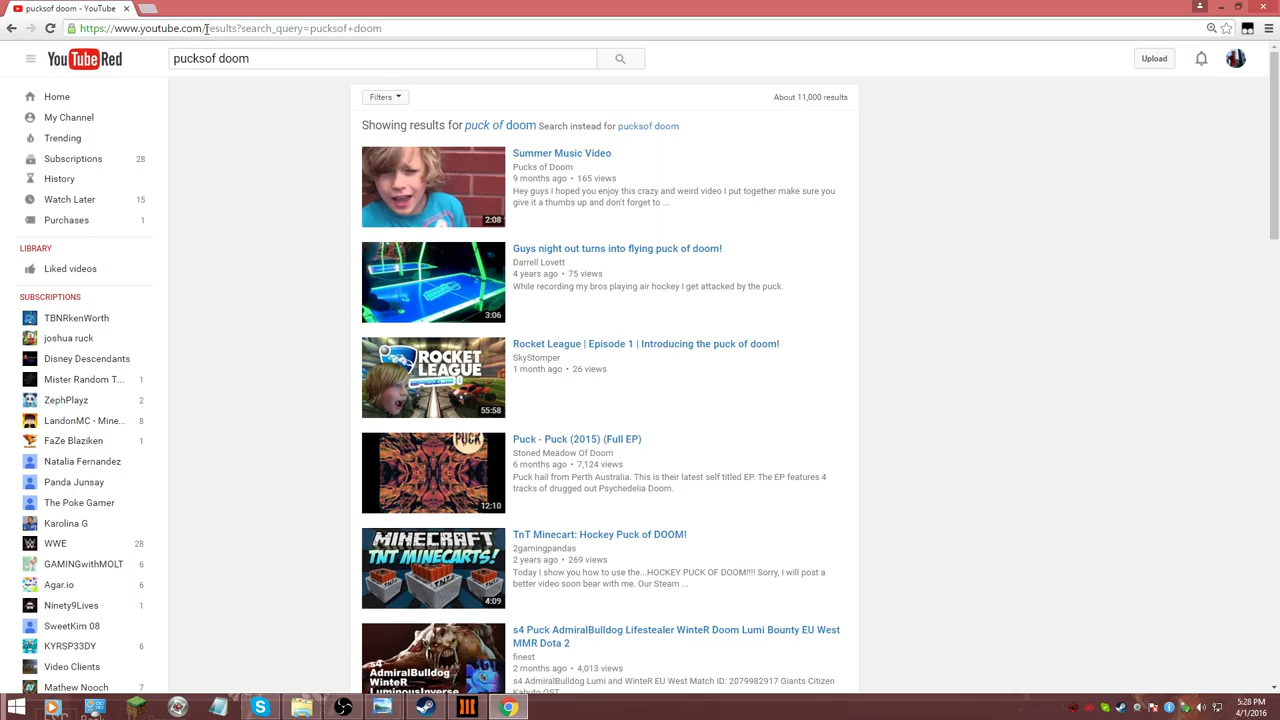 pucksof doom - YouTube
https://www.youtube.com/results?search_query=pucksof+doom
YouTube Red
pucksof doom
Upload
Home
My Channel
Trending
Subscriptions 28
History
Watch Later 15
Purchases 1
LIBRARY
Liked videos
SUBSCRIPTIONS
TBNRkenWorth
joshua ruck
Disney Descendants
Mister Random T... 1
ZephPlayz 2
LandonMC - Mine... 8
FaZe Blaziken 1
Natalia Fernandez
Panda Junsay
The Poke Gamer
Karolina G
WWE 28
GAMINGwithMOLT 6
Agar.io 6
Ninety9Lives 1
SweetKim 08
KYRSP33DY 6
Video Clients
Mathew Nooch 7
Filters
About 11,000 results
Showing results for puck of doom Search instead for pucksof doom
2:08
Summer Music Video
Pucks of Doom
9 months ago • 165 views
Hey guys I hoped you enjoy this crazy and weird video I put together make sure you
give it a thumbs up and don't forget to ...
3:06
Guys night out turns into flying puck of doom!
Darrell Lovett
4 years ago • 75 views
While recording my bros playing air hockey I get attacked by the puck.
ROCKET
LEAGUE
55:58
Rocket League | Episode 1 | Introducing the puck of doom!
SkyStomper
1 month ago • 26 views
PUCK
12:10
Puck - Puck (2015) (Full EP)
Stoned Meadow Of Doom
6 months ago • 7,124 views
Puck hail from Perth Australia. This is their latest self titled EP. The EP features 4
tracks of drugged out Psychedelia Doom.
MINECRAFT
TNT MINECARTS!
4:09
TnT Minecart: Hockey Puck of DOOM!
2gamingpandas
2 years ago • 269 views
Today I show you how to use the...HOCKEY PUCK OF DOOM!!!! Sorry, I will post a
better video soon bear with me. Our Steam ...
s4
AdmiralBulldog
WinteR
LuminousInverse
s4 Puck AdmiralBulldog Lifestealer WinteR Doom Lumi Bounty EU West
MMR Dota 2
finest
2 months ago • 4,013 views
s4 AdmiralBulldog Lumi and WinteR EU West Match ID: 2079982917 Giants Citizen
Kabuto OST
5:28 PM
4/1/2016